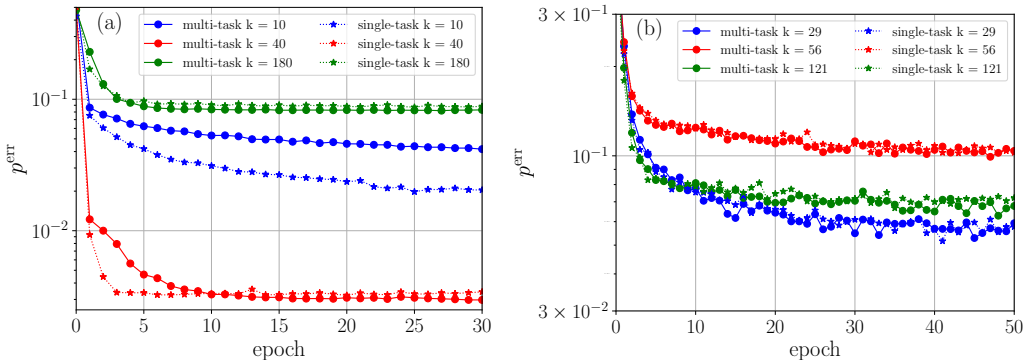 (a)
multi-task k = 10
multi-task k = 40
multi-task k = 180
single-task k = 10
single-task k = 40
single-task k = 180
10⁻¹
10⁻²
p^err
0 5 10 15 20 25 30
epoch
(b)
multi-task k = 29
multi-task k = 56
multi-task k = 121
single-task k = 29
single-task k = 56
single-task k = 121
3 × 10⁻¹
10⁻¹
3 × 10⁻²
p^err
0 10 20 30 40 50
epoch